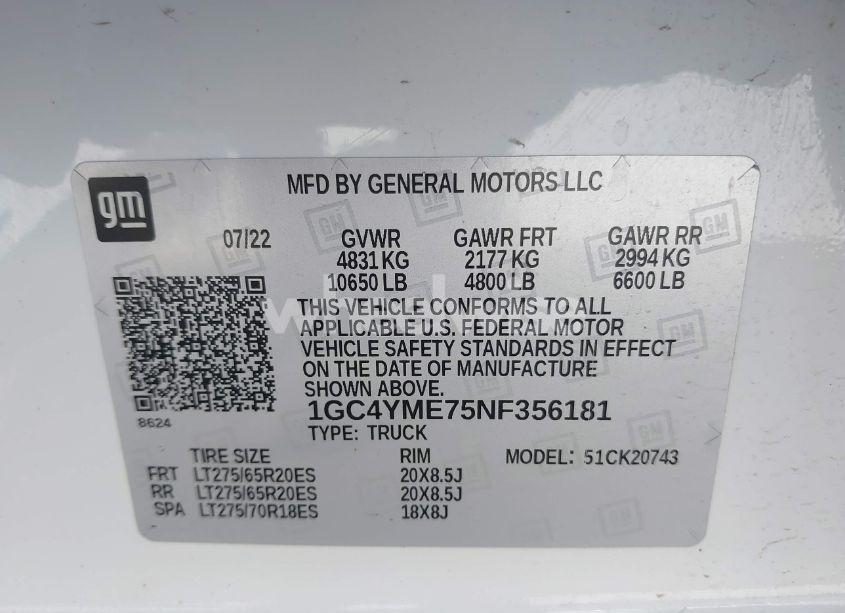 gm
MFD BY GENERAL MOTORS LLC
07/22 GVWR GAWR FRT GAWR RR
4831 KG 2177 KG 2994 KG
10650 LB 4800 LB 6600 LB
THIS VEHICLE CONFORMS TO ALL
APPLICABLE U.S. FEDERAL MOTOR
VEHICLE SAFETY STANDARDS IN EFFECT
ON THE DATE OF MANUFACTURE
SHOWN ABOVE.
1GC4YME75NF356181
8624
TYPE: TRUCK
TIRE SIZE RIM MODEL: 51CK20743
FRT LT275/65R20ES 20X8.5J
RR LT275/65R20ES 20X8.5J
SPA LT275/70R18ES 18X8J